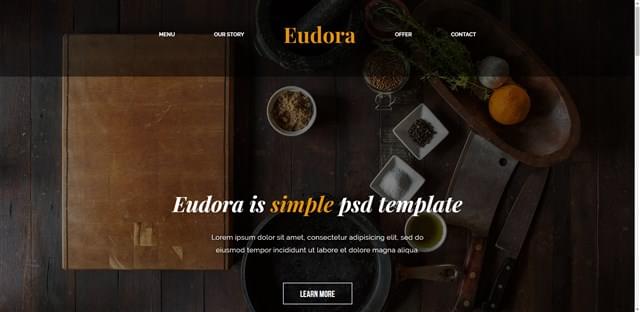 MENU
OUR STORY
Eudora
OFFER
CONTACT
Eudora is simple psd template
Lorem ipsum dolor sit amet, consectetur adipisicing elit, sed do
eiusmod tempor incididunt ut labore et dolore magna aliqua
LEARN MORE